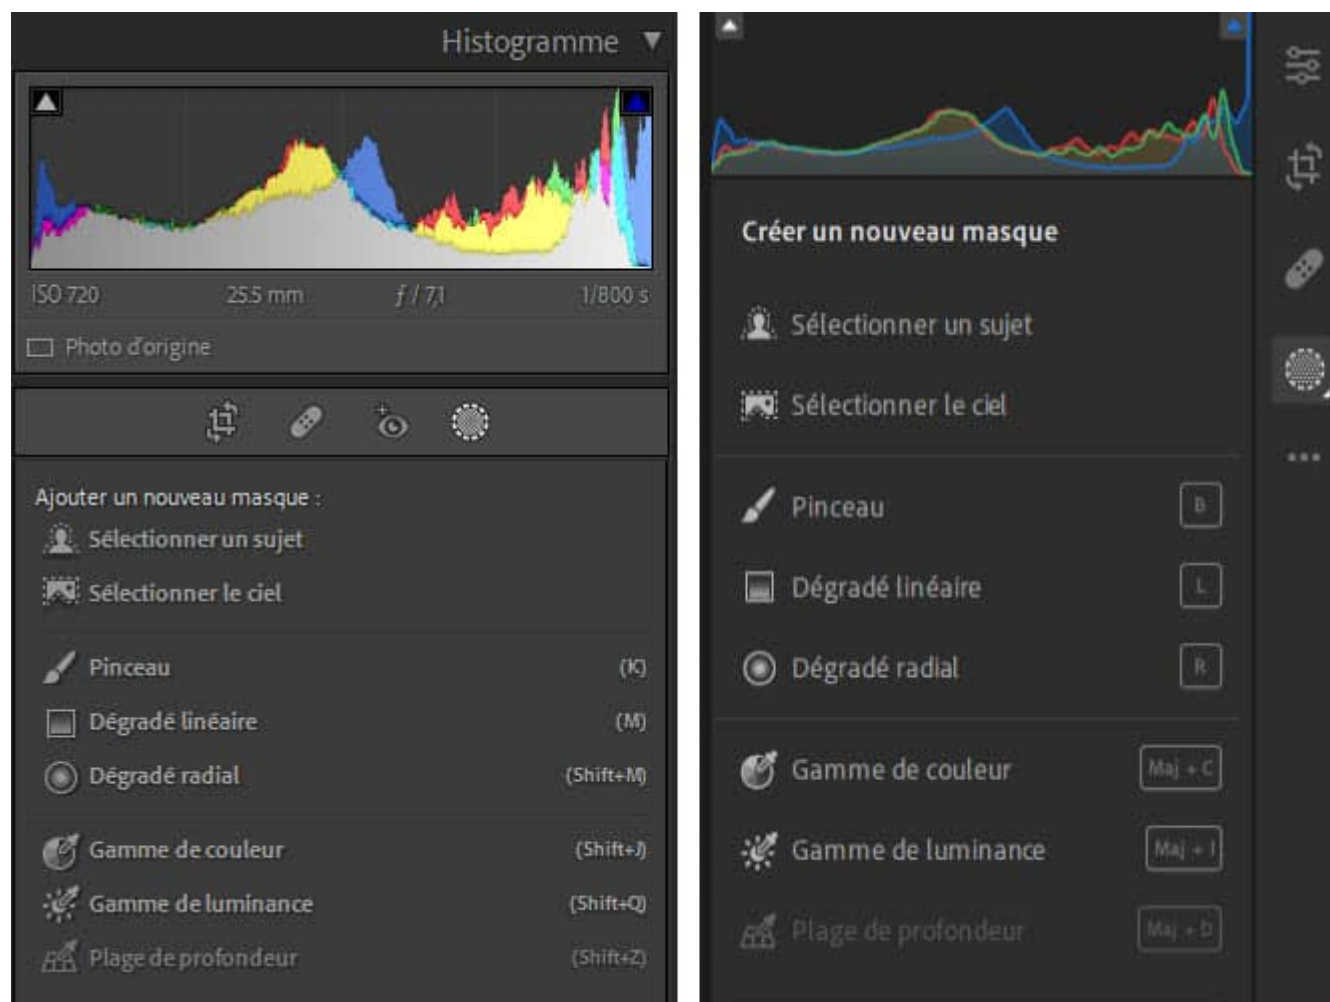 Histogramme
ISO 720 25.5 mm ƒ / 7,1 1/800 s
Photo d'origine
Ajouter un nouveau masque :
Sélectionner un sujet
Sélectionner le ciel
Pinceau (K)
Dégradé linéaire (M)
Dégradé radial (Shift+M)
Gamme de couleur (Shift+J)
Gamme de luminance (Shift+Q)
Plage de profondeur (Shift+Z)
Créer un nouveau masque
Sélectionner un sujet
Sélectionner le ciel
Pinceau B
Dégradé linéaire L
Dégradé radial R
Gamme de couleur Maj + C
Gamme de luminance Maj + I
Plage de profondeur Maj + D